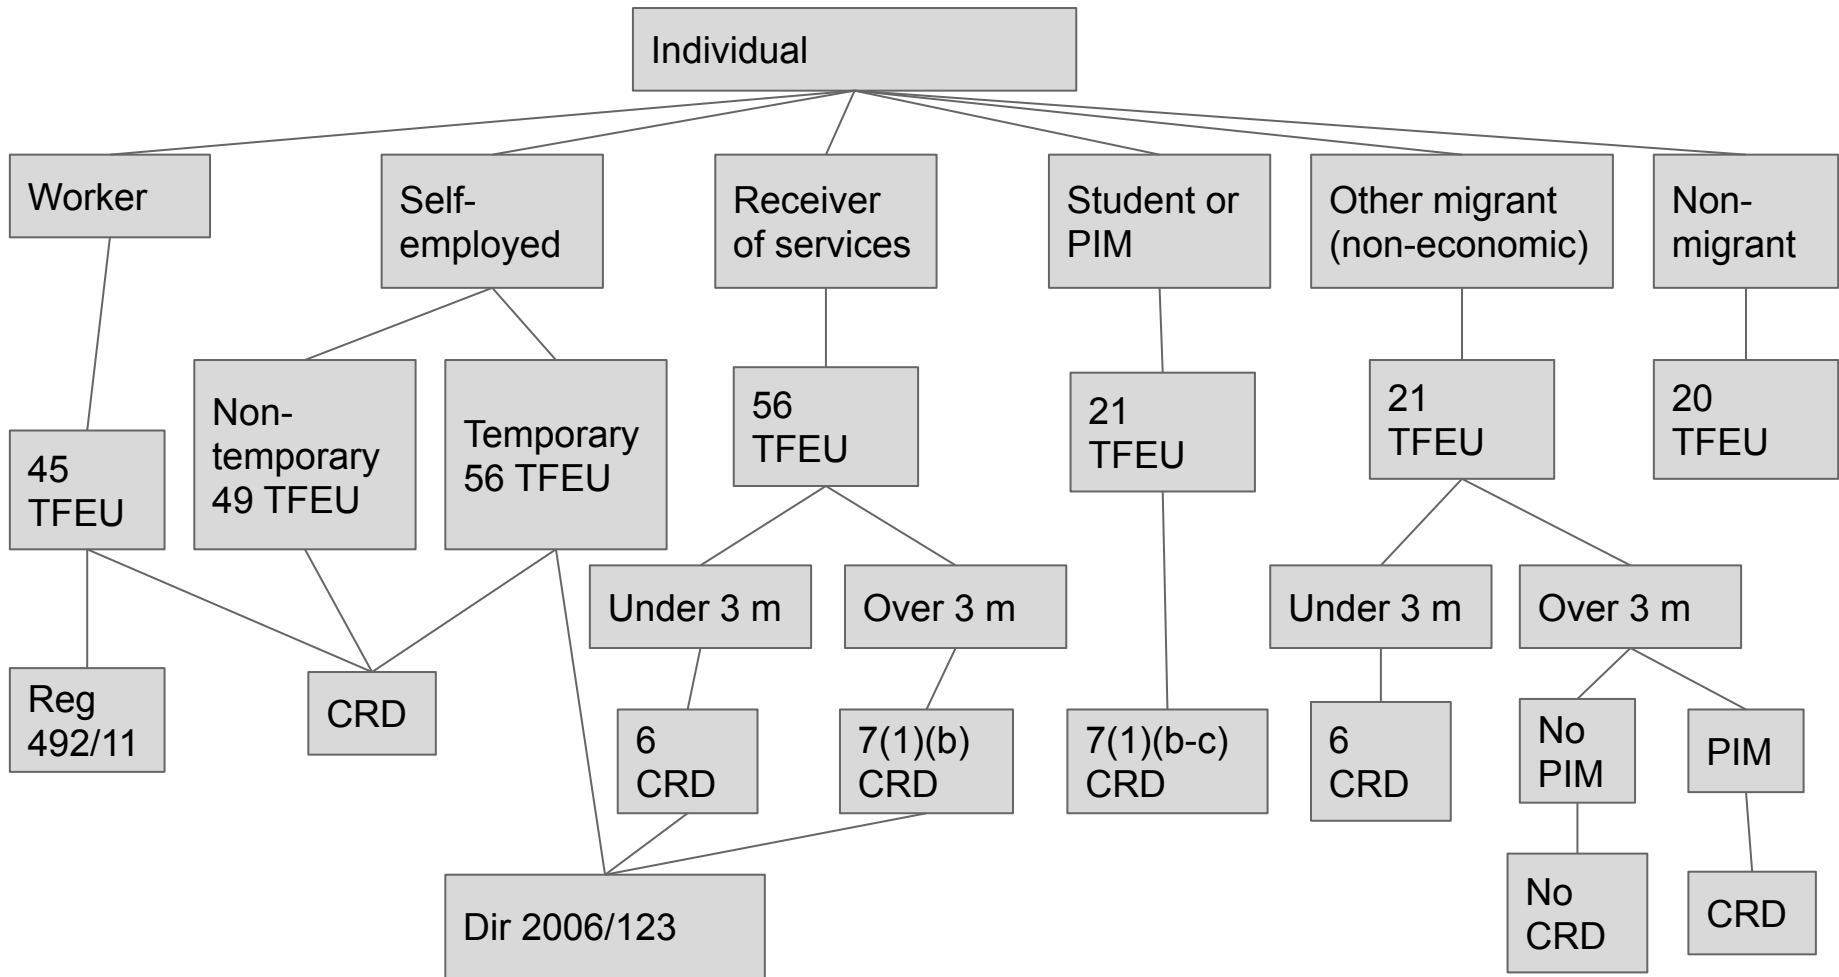 Individual
Worker
Self-
employed
Receiver
of services
Student or
PIM
Other migrant
(non-economic)
Non-
migrant
45
TFEU
Non-
temporary
49 TFEU
Temporary
56 TFEU
56
TFEU
21
TFEU
21
TFEU
20
TFEU
Under 3 m
Over 3 m
Under 3 m
Over 3 m
Reg
492/11
CRD
6
CRD
7(1)(b)
CRD
7(1)(b-c)
CRD
6
CRD
No
PIM
PIM
Dir 2006/123
No
CRD
CRD